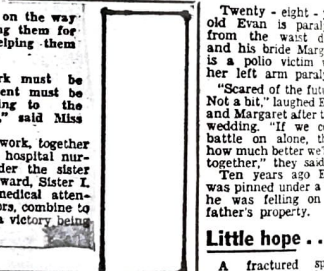 on the way
ng them for
elping them
rk must be
ent must be
ing to the
," said Miss
work, together
hospital nur-
der the sister
ward, Sister I.
medical atten-
ors, combine to
a victory being
Twenty - eight -
old Evan is paral
from the waist d
and his bride Marg
is a polio victim
her left arm paraly
"Scared of the futu
Not a bit," laughed E
and Margaret after t
wedding. "If we c
battle on alone, th
how much better we'
together," they said
Ten years ago E
was pinned under a
he was felling on
father's property.
Little hope . .
A fractured sp